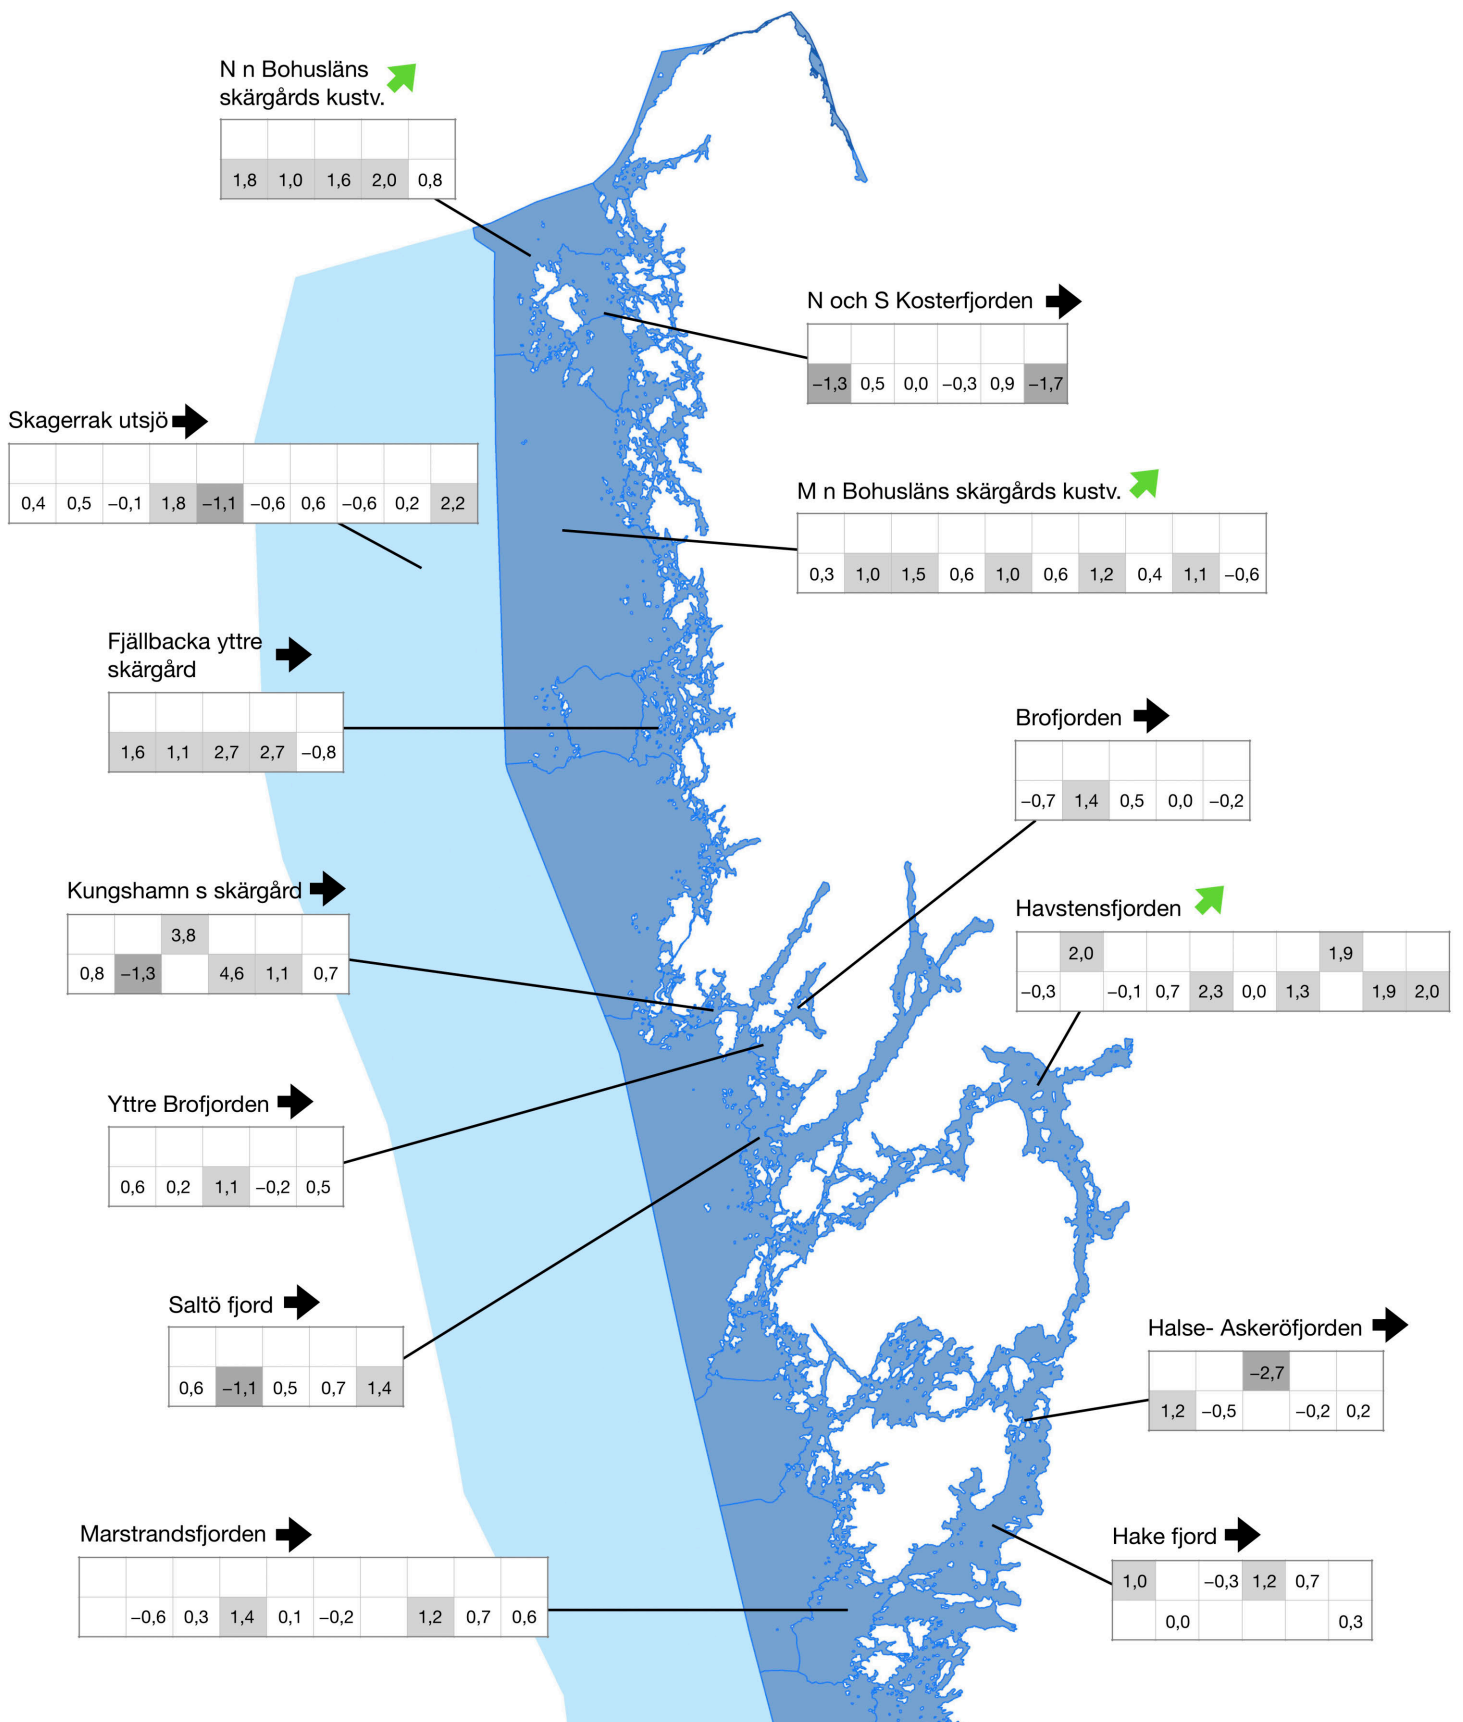 N n Bohusläns
skärgårds kustv.
1,8 1,0 1,6 2,0 0,8
N och S Kosterfjorden
−1,3 0,5 0,0 −0,3 0,9 −1,7
Skagerrak utsjö
0,4 0,5 −0,1 1,8 −1,1 −0,6 0,6 −0,6 0,2 2,2
M n Bohusläns skärgårds kustv.
0,3 1,0 1,5 0,6 1,0 0,6 1,2 0,4 1,1 −0,6
Fjällbacka yttre
skärgård
1,6 1,1 2,7 2,7 −0,8
Brofjorden
−0,7 1,4 0,5 0,0 −0,2
Kungshamn s skärgård
3,8
0,8 −1,3 4,6 1,1 0,7
Havstensfjorden
2,0 1,9
−0,3 −0,1 0,7 2,3 0,0 1,3 1,9 2,0
Yttre Brofjorden
0,6 0,2 1,1 −0,2 0,5
Saltö fjord
0,6 −1,1 0,5 0,7 1,4
Halse- Askeröfjorden
−2,7
1,2 −0,5 −0,2 0,2
Marstrandsfjorden
−0,6 0,3 1,4 0,1 −0,2 1,2 0,7 0,6
Hake fjord
1,0 −0,3 1,2 0,7
0,0 0,3